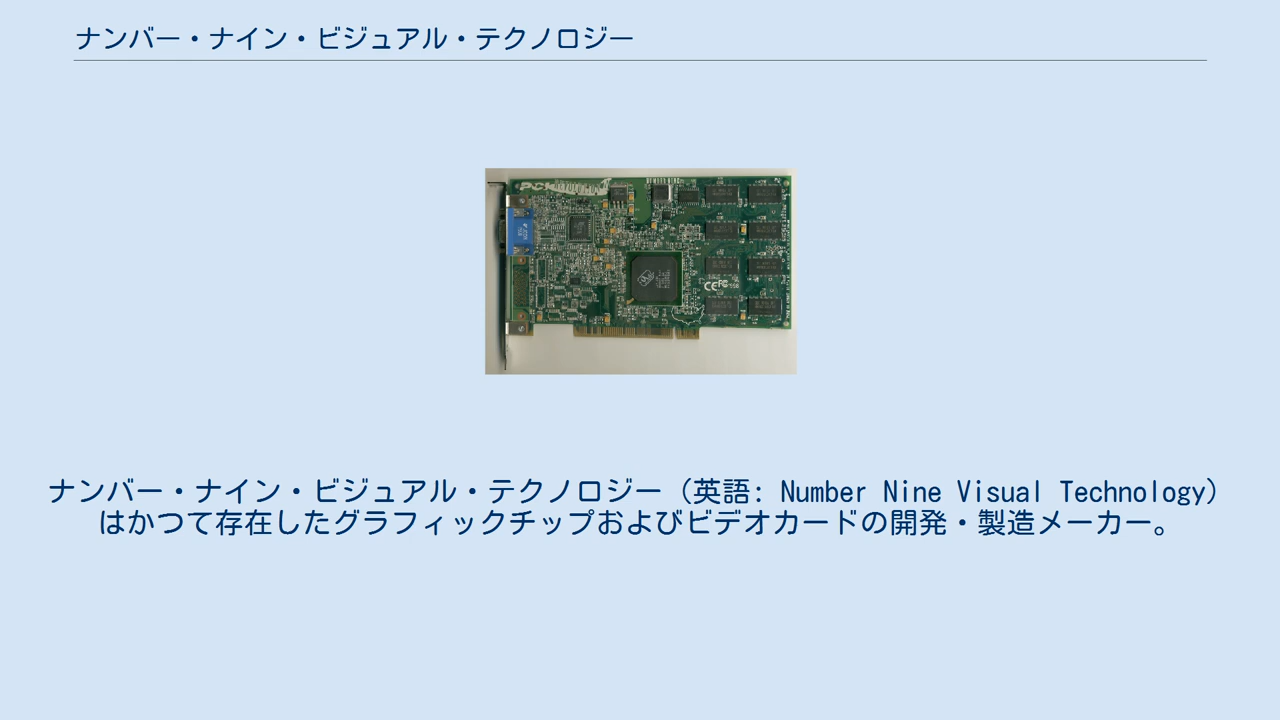 ナンバー・ナイン・ビジュアル・テクノロジー
PCI
CE FC
ナンバー・ナイン・ビジュアル・テクノロジー（英語: Number Nine Visual Technology）
はかつて存在したグラフィックチップおよびビデオカードの開発・製造メーカー。